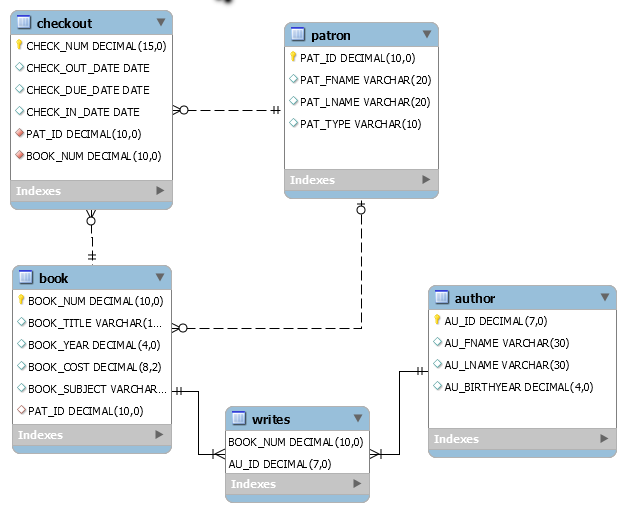 checkout
CHECK_NUM DECIMAL(15,0)
CHECK_OUT_DATE DATE
CHECK_DUE_DATE DATE
CHECK_IN_DATE DATE
PAT_ID DECIMAL(10,0)
BOOK_NUM DECIMAL(10,0)
Indexes
patron
PAT_ID DECIMAL(10,0)
PAT_FNAME VARCHAR(20)
PAT_LNAME VARCHAR(20)
PAT_TYPE VARCHAR(10)
Indexes
book
BOOK_NUM DECIMAL(10,0)
BOOK_TITLE VARCHAR(1...
BOOK_YEAR DECIMAL(4,0)
BOOK_COST DECIMAL(8,2)
BOOK_SUBJECT VARCHAR...
PAT_ID DECIMAL(10,0)
Indexes
writes
BOOK_NUM DECIMAL(10,0)
AU_ID DECIMAL(7,0)
Indexes
author
AU_ID DECIMAL(7,0)
AU_FNAME VARCHAR(30)
AU_LNAME VARCHAR(30)
AU_BIRTHYEAR DECIMAL(4,0)
Indexes